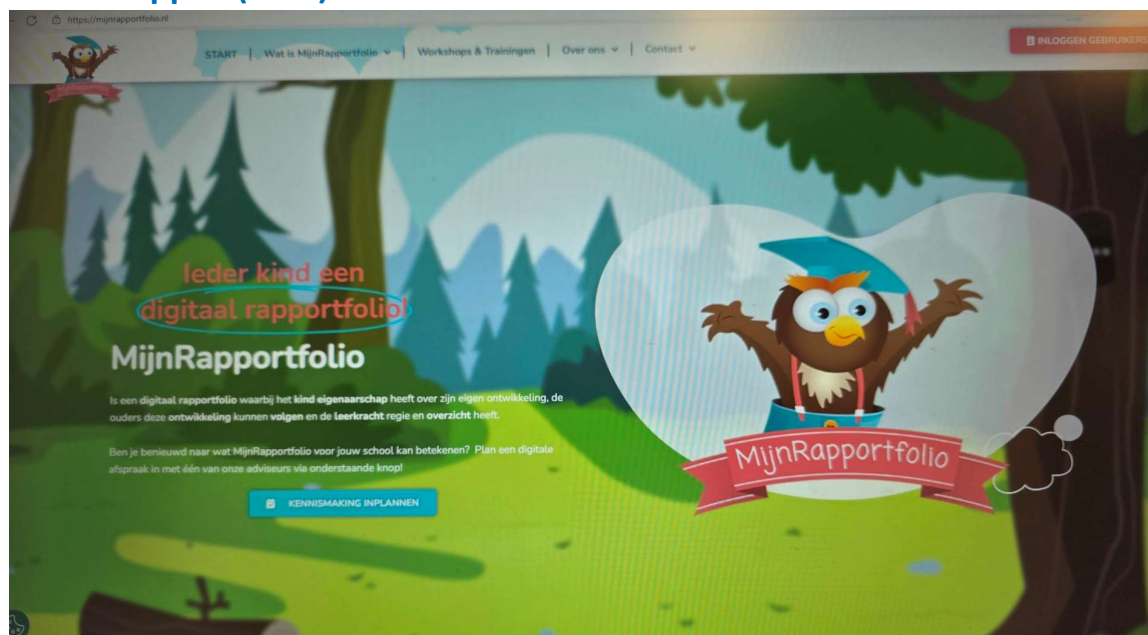 https://mijnrapportfolio.nl
START | Wat is MijnRapportfolio | Workshops & Trainingen | Over ons | Contact
INLOGGEN GEBRUIKERS
MijnRapportfolio
Ieder kind een
digitaal rapportfolio!
MijnRapportfolio
Is een digitaal rapportfolio waarbij het kind eigenaarschap heeft over zijn eigen ontwikkeling, de
ouders deze ontwikkeling kunnen volgen en de leerkracht regie en overzicht heeft.
Ben je benieuwd naar wat MijnRapportfolio voor jouw school kan betekenen? Plan een digitale
afspraak in met één van onze adviseurs via onderstaande knop!
KENNISMAKING INPLANNEN
MijnRapportfolio